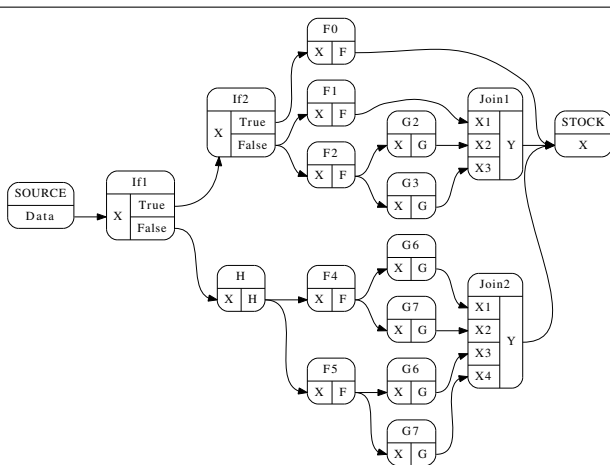 F0
X F
If2
True
X
False
F1
X F
Join1
X1
X2 Y
X3
STOCK
X
F2
X F
G2
X G
G3
X G
SOURCE
Data
If1
True
X
False
H
X H
F4
X F
G6
X G
G7
X G
Join2
X1
X2
Y
X3
X4
F5
X F
G6
X G
G7
X G